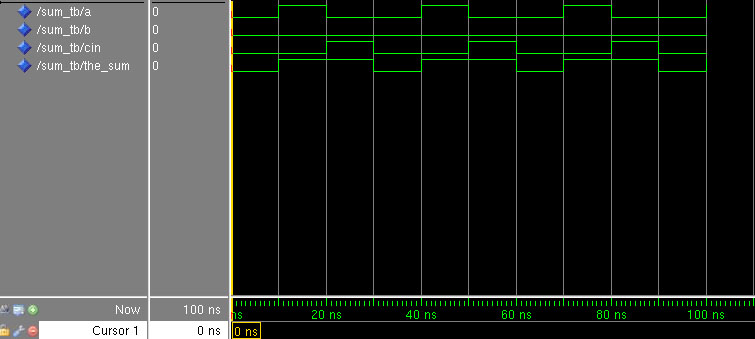 /sum_tb/a 0
/sum_tb/b 0
/sum_tb/cin 0
/sum_tb/the_sum 0
Now 100 ns ns 20 ns 40 ns 60 ns 80 ns 100 ns
Cursor 1 0 ns 0 ns